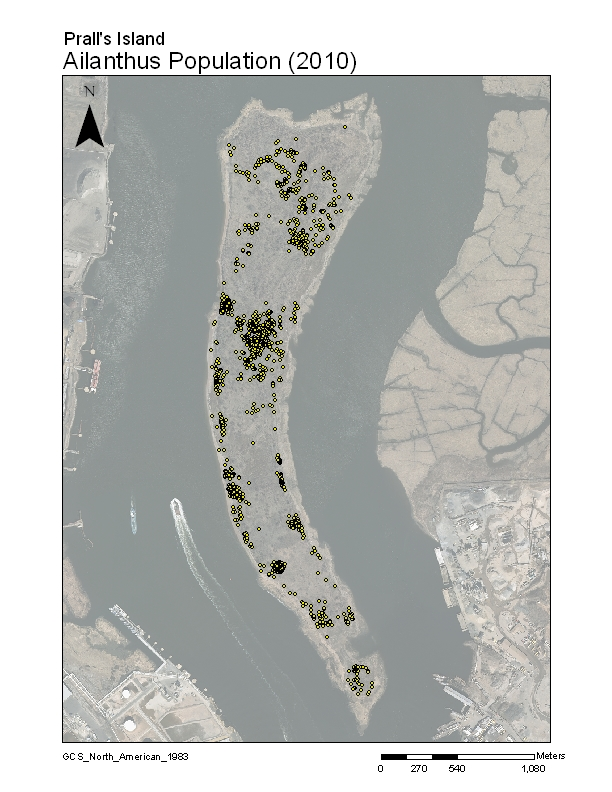 Prall's Island
Ailanthus Population (2010)
N
GCS_North_American_1983
Meters
0 270 540 1,080